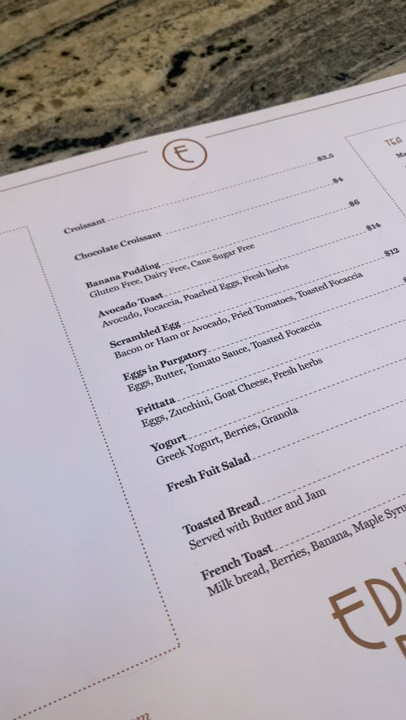 E
Croissant $3.5
Chocolate Croissant $4
Banana Pudding $6
Gluten Free, Dairy Free, Cane Sugar Free
Avocado Toast $14
Avocado, Focaccia, Poached Eggs, Fresh herbs
Scrambled Egg $12
Bacon or Ham or Avocado, Fried Tomatoes, Toasted Focaccia
Eggs in Purgatory
Eggs, Butter, Tomato Sauce, Toasted Focaccia
Frittata
Eggs, Zucchini, Goat Cheese, Fresh herbs
Yogurt
Greek Yogurt, Berries, Granola
Fresh Fuit Salad
Toasted Bread
Served with Butter and Jam
French Toast
Milk bread, Berries, Banana, Maple Syru
TEA
EDU